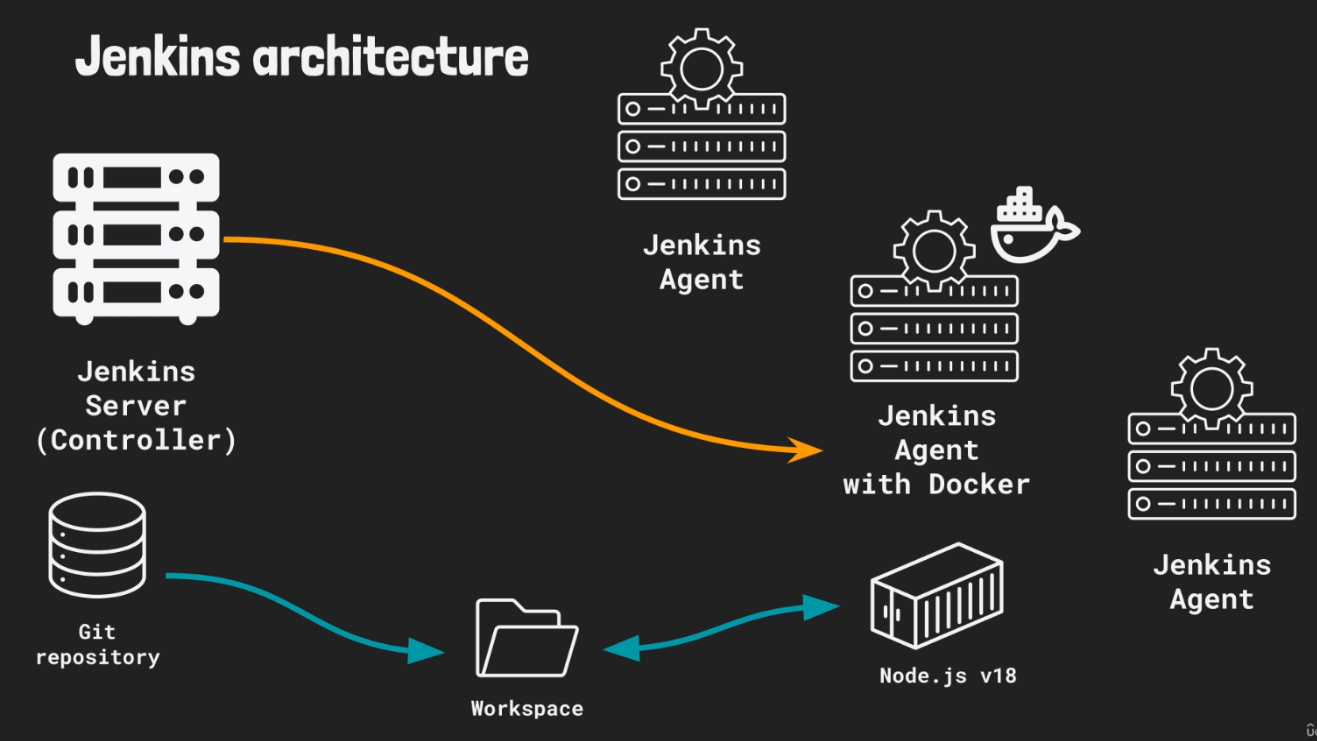 Jenkins architecture
Jenkins
Agent
Jenkins
Server
(Controller)
Jenkins
Agent
with Docker
Jenkins
Agent
Git
repository
Workspace
Node.js v18